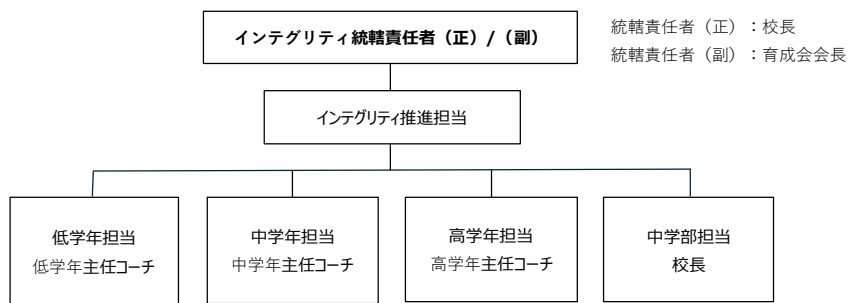 インテグリティ統轄責任者（正）/（副）
統轄責任者（正）：校長
統轄責任者（副）：育成会会長
インテグリティ推進担当
低学年担当
低学年主任コーチ
中学年担当
中学年主任コーチ
高学年担当
高学年主任コーチ
中学部担当
校長